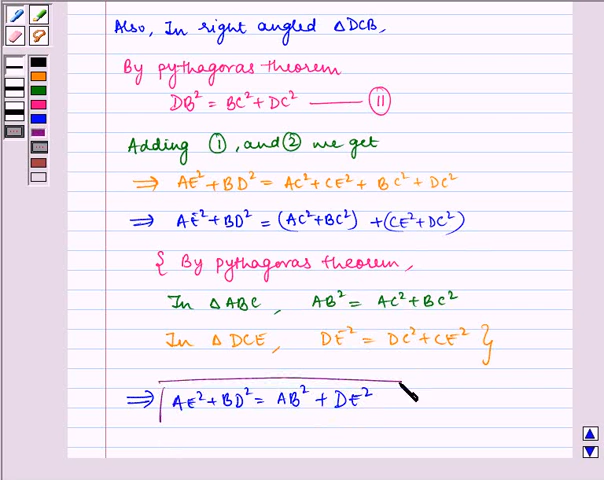 Also, In right angled △DCB,
By pythagoras theorem
DB² = BC² + DC² —— (II)
Adding ①, and ② we get
⇒ AE² + BD² = AC² + CE² + BC² + DC²
⇒ AE² + BD² = (AC² + BC²) + (CE² + DC²)
{ By pythagoras theorem,
In △ABC, AB² = AC² + BC²
In △DCE, DE² = DC² + CE² }
⇒ AE² + BD² = AB² + DE²